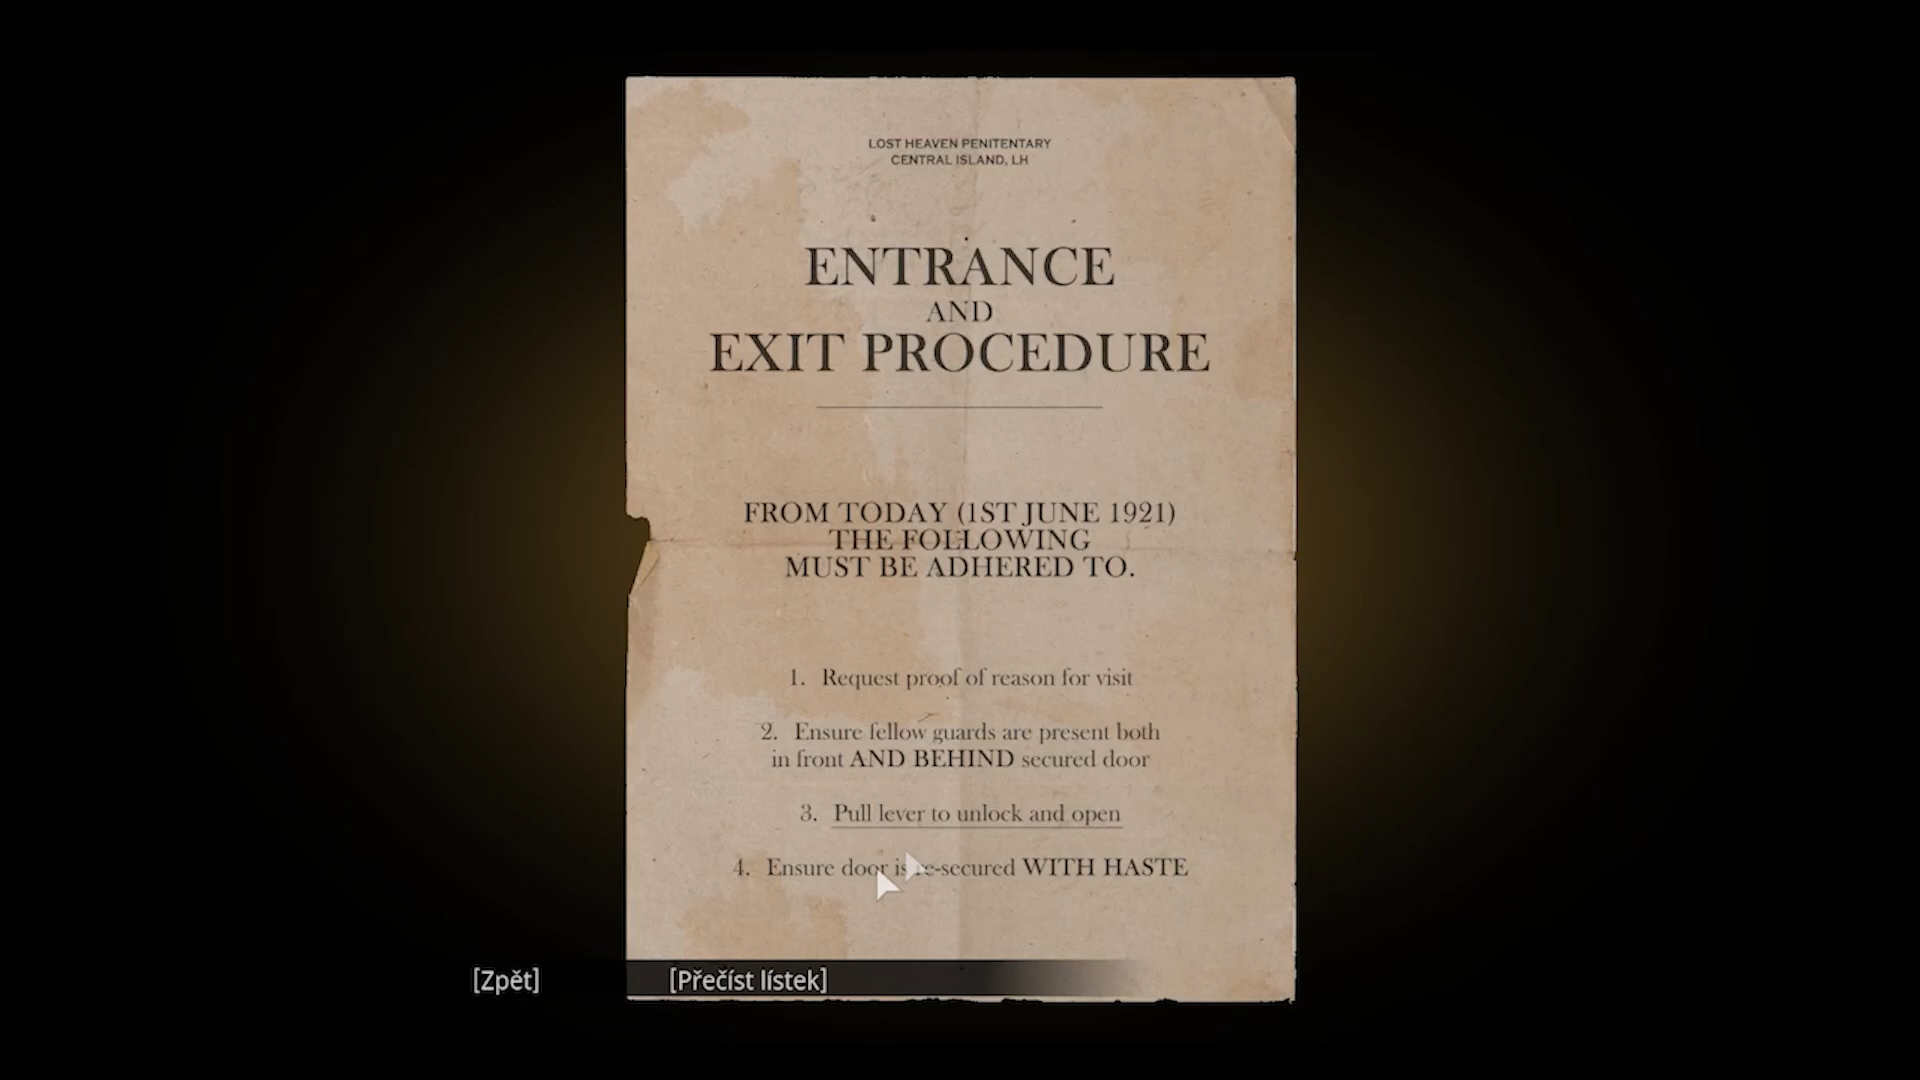 LOST HEAVEN PENITENTARY
CENTRAL ISLAND, LH
ENTRANCE
AND
EXIT PROCEDURE
FROM TODAY (1ST JUNE 1921)
THE FOLLOWING
MUST BE ADHERED TO.
1. Request proof of reason for visit
2. Ensure fellow guards are present both
in front AND BEHIND secured door
3. Pull lever to unlock and open
4. Ensure door is re-secured WITH HASTE
[Zpět] [Přečíst lístek]